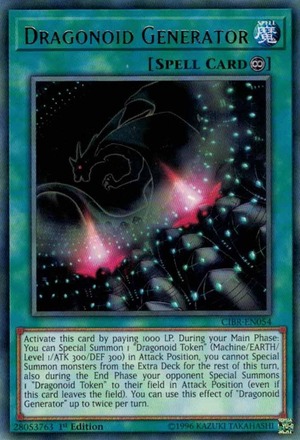 DRAGONOID GENERATOR
SPELL
魔
[SPELL CARD]
CIBR-EN054
Activate this card by paying 1000 LP. During your Main Phase:
You can Special Summon 1 "Dragonoid Token" (Machine/EARTH/
Level 1/ATK 300/DEF 300) in Attack Position, you cannot Special
Summon monsters from the Extra Deck for the rest of this turn,
also during the End Phase your opponent Special Summons
1 "Dragonoid Token" to their field in Attack Position (even if
this card leaves the field). You can use this effect of "Dragonoid
Generator" up to twice per turn.
28053763
1st Edition
©1996 KAZUKI TAKAHASHI